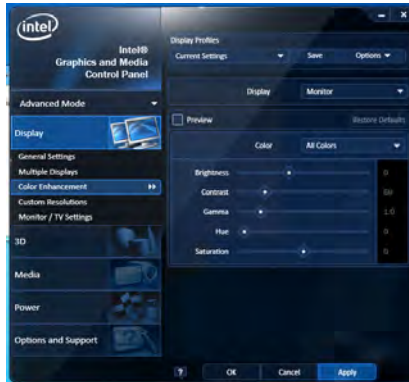 intel
Intel®
Graphics and Media
Control Panel
Advanced Mode
Display
General Settings
Multiple Displays
Color Enhancement
Custom Resolutions
Monitor / TV Settings
3D
Media
Power
Options and Support
Display Profiles
Current Settings
Save
Options
Display
Monitor
Preview
Restore Defaults
Color
All Colors
Brightness 0
Contrast 50
Gamma 1.0
Hue 0
Saturation 0
?
OK
Cancel
Apply